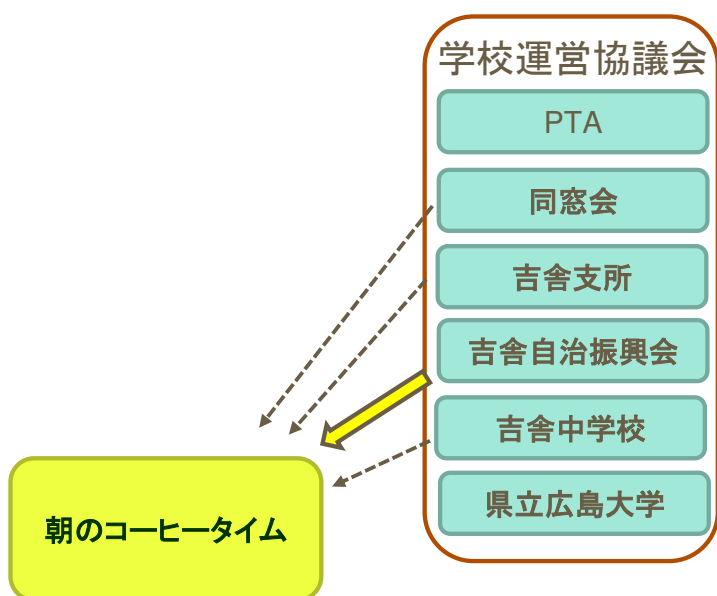 学校運営協議会
PTA
同窓会
吉舎支所
吉舎自治振興会
吉舎中学校
県立広島大学
朝のコーヒータイム